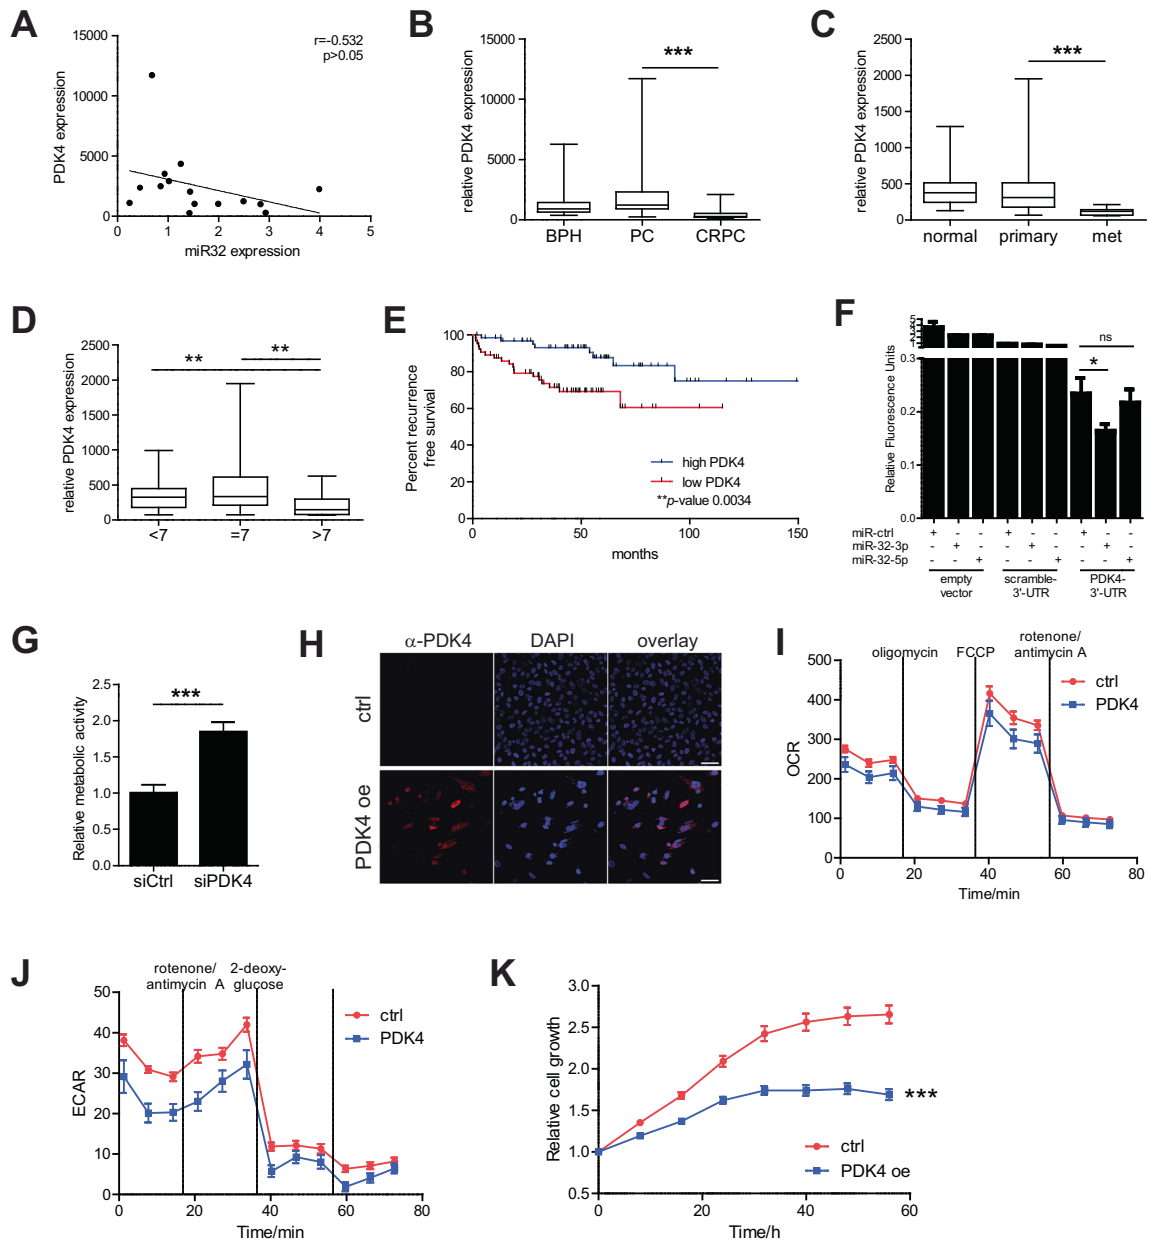 A
15000
10000
5000
0
PDK4 expression
r=-0.532
p>0.05
0 1 2 3 4 5
miR32 expression
B
15000
10000
5000
0
relative PDK4 expression
***
BPH PC CRPC
C
2500
2000
1500
1000
500
0
relative PDK4 expression
***
normal primary met
D
2500
2000
1500
1000
500
0
relative PDK4 expression
** **
<7 =7 >7
E
100
80
60
40
20
0
Percent recurrence
free survival
high PDK4
low PDK4
**p-value 0.0034
0 50 100 150
months
F
5
4
3
2
1
0.3
0.2
0.1
0.0
Relative Fluorescence Units
ns
*
miR-ctrl + - - + - - + - -
miR-32-3p - + - - + - - + -
miR-32-5p - - + - - + - - +
empty
vector
scramble-
3'-UTR
PDK4-
3'-UTR
G
2.5
2.0
1.5
1.0
0.5
0.0
Relative metabolic activity
***
siCtrl siPDK4
H
α-PDK4 DAPI overlay
ctrl
PDK4 oe
I
oligomycin FCCP rotenone/
antimycin A
500
400
300
200
100
0
OCR
ctrl
PDK4
0 20 40 60 80
Time/min
J
rotenone/
antimycin A
2-deoxy-
glucose
50
40
30
20
10
0
ECAR
ctrl
PDK4
0 20 40 60 80
Time/min
K
3.0
2.5
2.0
1.5
1.0
0.5
Relative cell growth
***
ctrl
PDK4 oe
0 20 40 60
Time/h